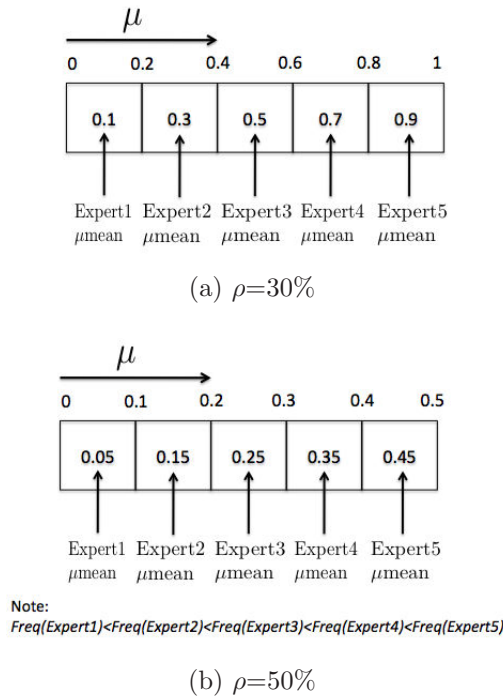 μ
0 0.2 0.4 0.6 0.8 1
0.1 0.3 0.5 0.7 0.9
Expert1 Expert2 Expert3 Expert4 Expert5
μmean μmean μmean μmean μmean
(a) ρ=30%
μ
0 0.1 0.2 0.3 0.4 0.5
0.05 0.15 0.25 0.35 0.45
Expert1 Expert2 Expert3 Expert4 Expert5
μmean μmean μmean μmean μmean
Note:
Freq(Expert1)<Freq(Expert2)<Freq(Expert3)<Freq(Expert4)<Freq(Expert5)
(b) ρ=50%